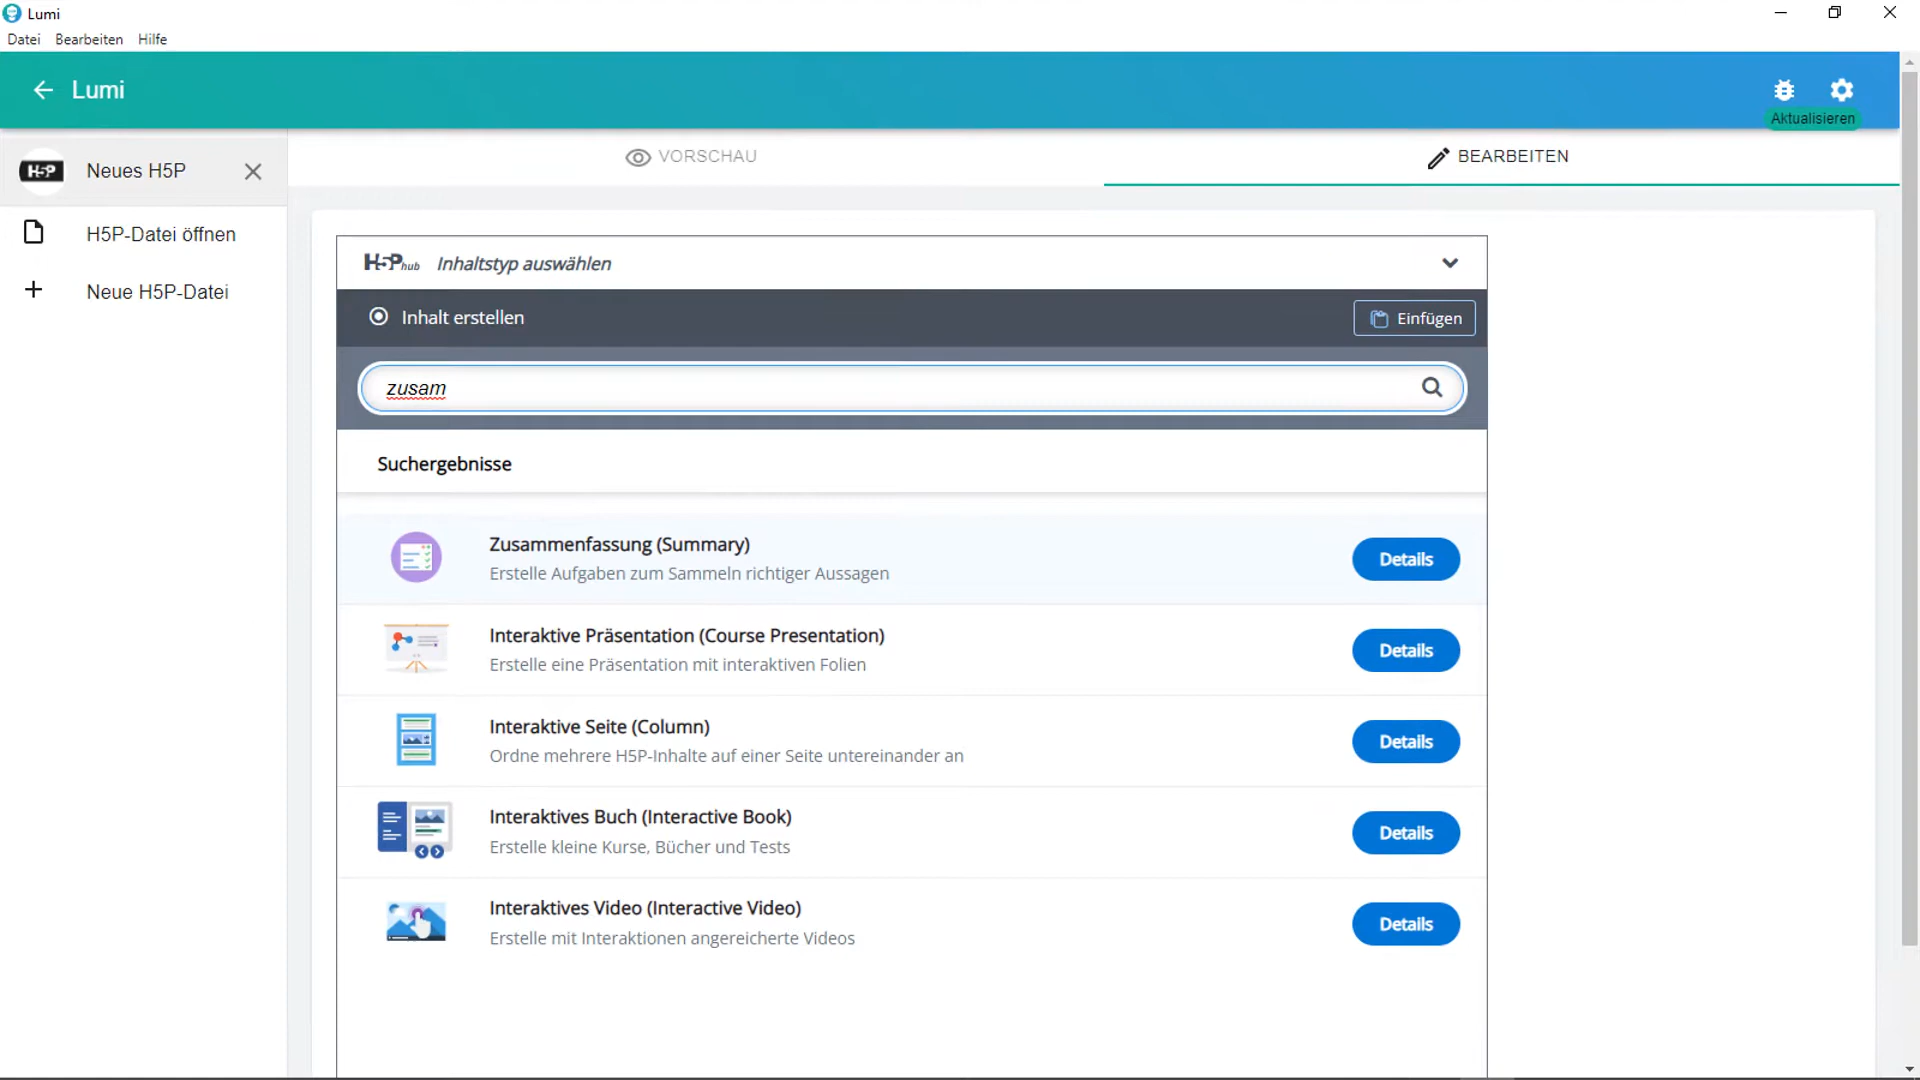 Lumi
Datei Bearbeiten Hilfe
Lumi
Aktualisieren
H5P Neues H5P
VORSCHAU
BEARBEITEN
H5P-Datei öffnen
Neue H5P-Datei
H5P hub Inhaltstyp auswählen
Inhalt erstellen
Einfügen
zusam
Suchergebnisse
Zusammenfassung (Summary)
Erstelle Aufgaben zum Sammeln richtiger Aussagen
Details
Interaktive Präsentation (Course Presentation)
Erstelle eine Präsentation mit interaktiven Folien
Details
Interaktive Seite (Column)
Ordne mehrere H5P-Inhalte auf einer Seite untereinander an
Details
Interaktives Buch (Interactive Book)
Erstelle kleine Kurse, Bücher und Tests
Details
Interaktives Video (Interactive Video)
Erstelle mit Interaktionen angereicherte Videos
Details